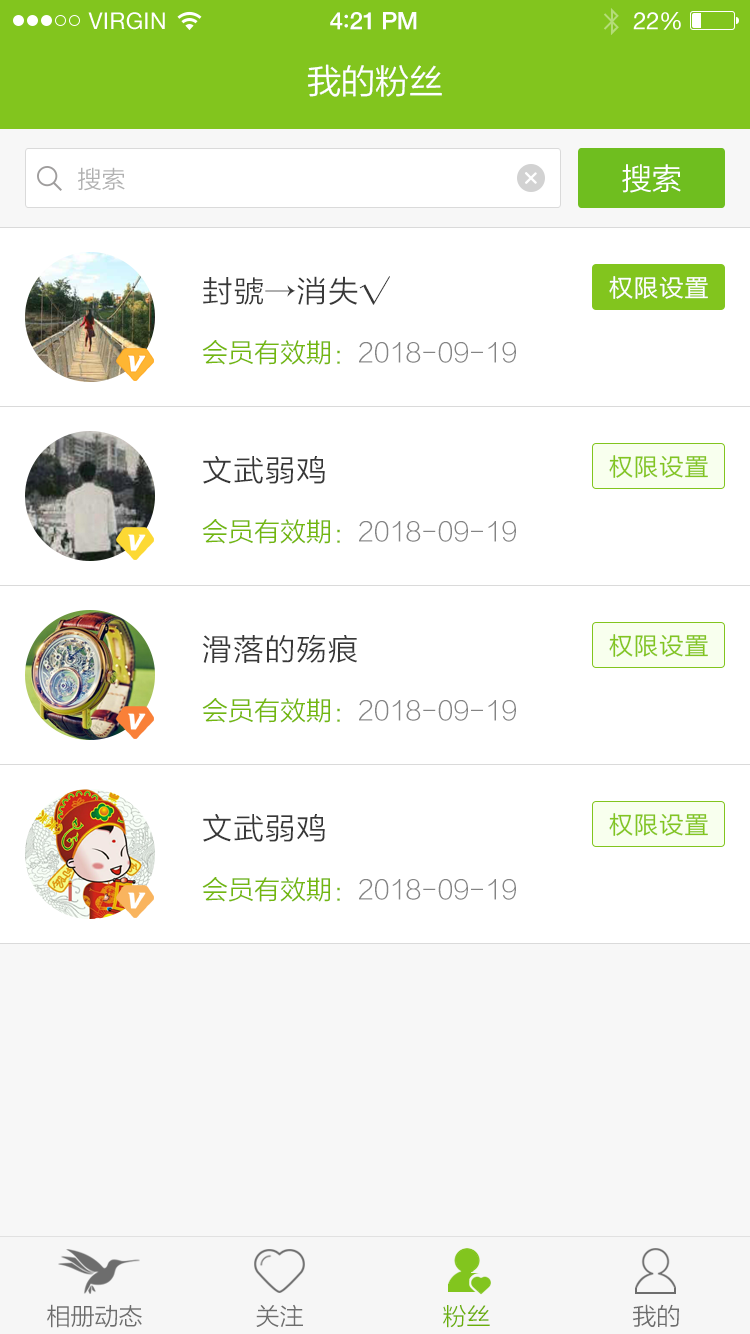 VIRGIN 4:21 PM 22%
我的粉丝
搜索 搜索
封號→消失√
权限设置
会员有效期：2018-09-19
文武弱鸡
权限设置
会员有效期：2018-09-19
滑落的殇痕
权限设置
会员有效期：2018-09-19
文武弱鸡
权限设置
会员有效期：2018-09-19
相册动态 关注 粉丝 我的